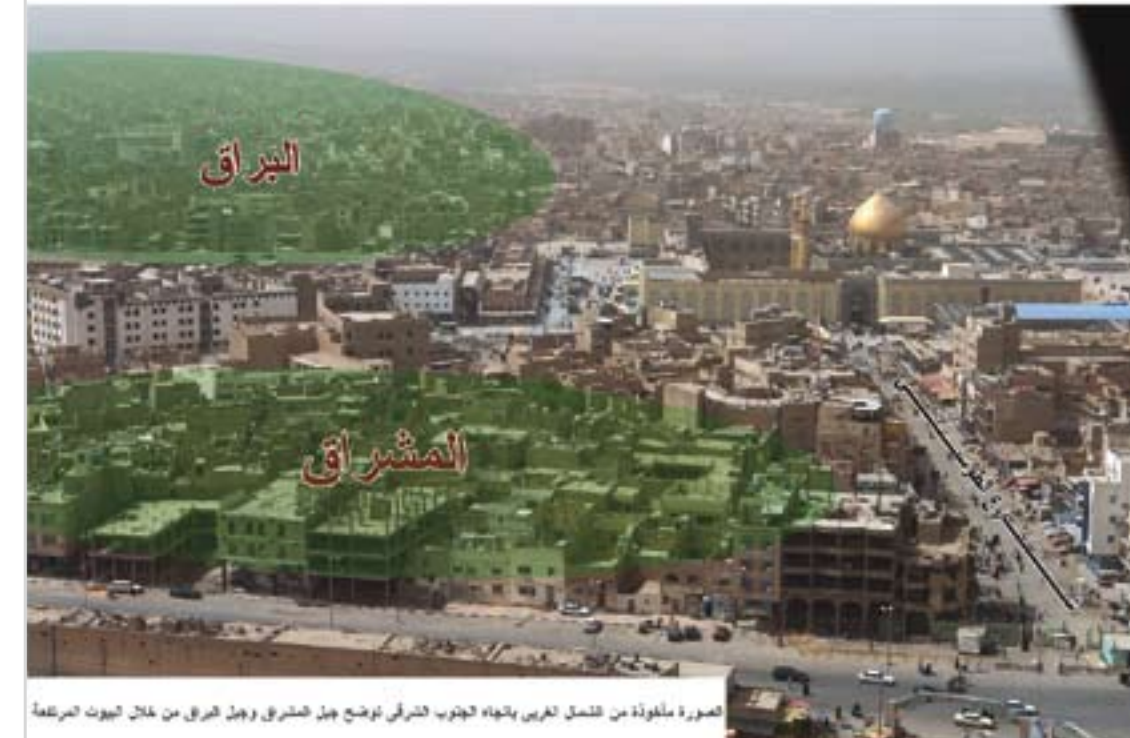 البراق
المشراق
الصورة مأخوذة من الشمال الغربي باتجاه الجنوب الشرقي توضح جبل المشراق وجبل البراق من خلال البيوت المرتفعة